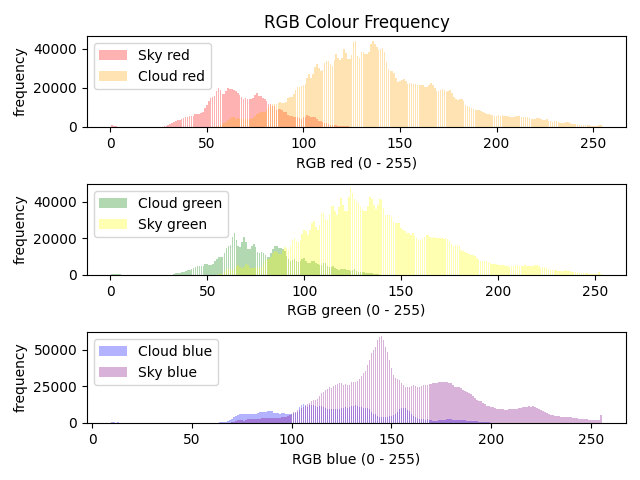 RGB Colour Frequency
40000
20000
0
frequency
Sky red
Cloud red
0 50 100 150 200 250
RGB red (0 - 255)
40000
20000
0
frequency
Cloud green
Sky green
0 50 100 150 200 250
RGB green (0 - 255)
50000
25000
0
frequency
Cloud blue
Sky blue
0 50 100 150 200 250
RGB blue (0 - 255)